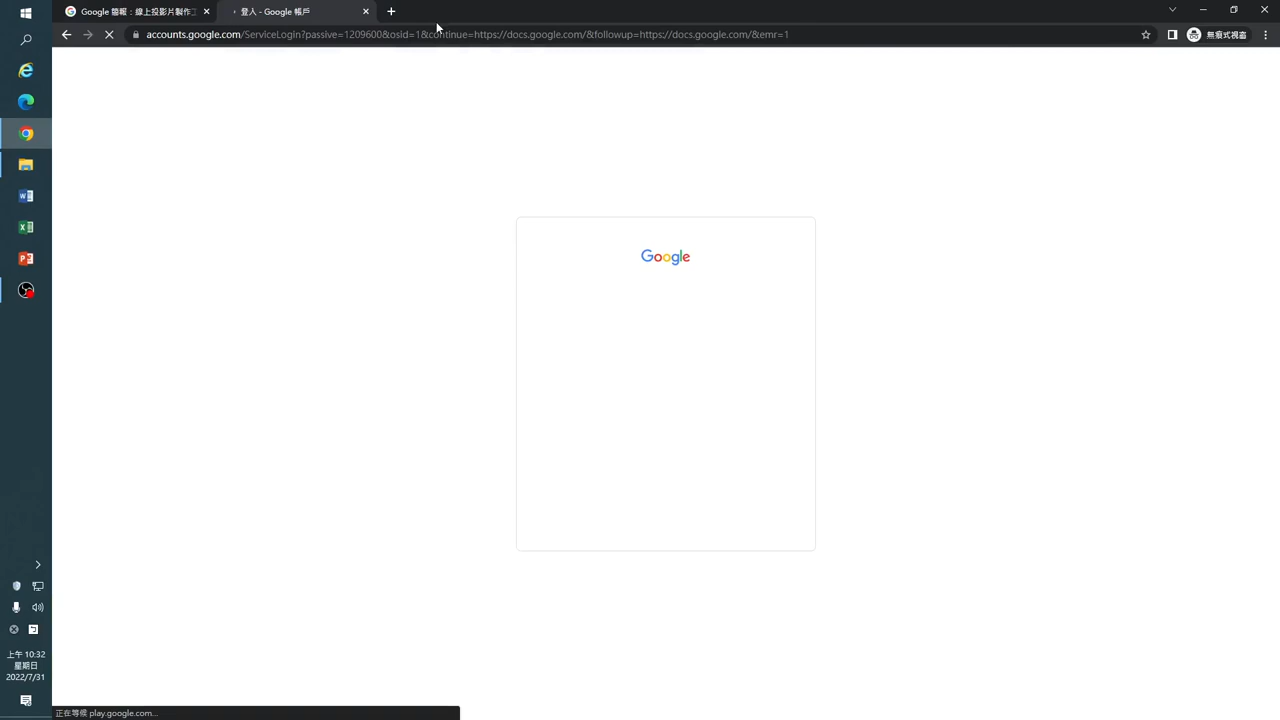 Google 簡報：線上投影片製作工
登入 - Google 帳戶
accounts.google.com/ServiceLogin?passive=1209600&osid=1&continue=https://docs.google.com/&followup=https://docs.google.com/&emr=1
無痕式視窗
Google
上午 10:32
星期日
2022/7/31
正在等候 play.google.com...